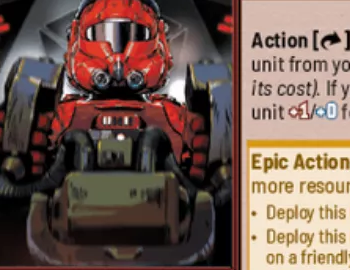 Action [
unit from yo
its cost). If y
unit +1/+0 f
Epic Action
more resour
• Deploy this
• Deploy this
on a friendly